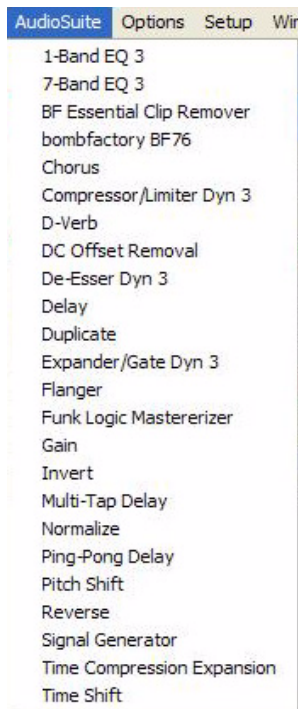 AudioSuite Options Setup Wir
1-Band EQ 3
7-Band EQ 3
BF Essential Clip Remover
bombfactory BF76
Chorus
Compressor/Limiter Dyn 3
D-Verb
DC Offset Removal
De-Esser Dyn 3
Delay
Duplicate
Expander/Gate Dyn 3
Flanger
Funk Logic Mastererizer
Gain
Invert
Multi-Tap Delay
Normalize
Ping-Pong Delay
Pitch Shift
Reverse
Signal Generator
Time Compression Expansion
Time Shift